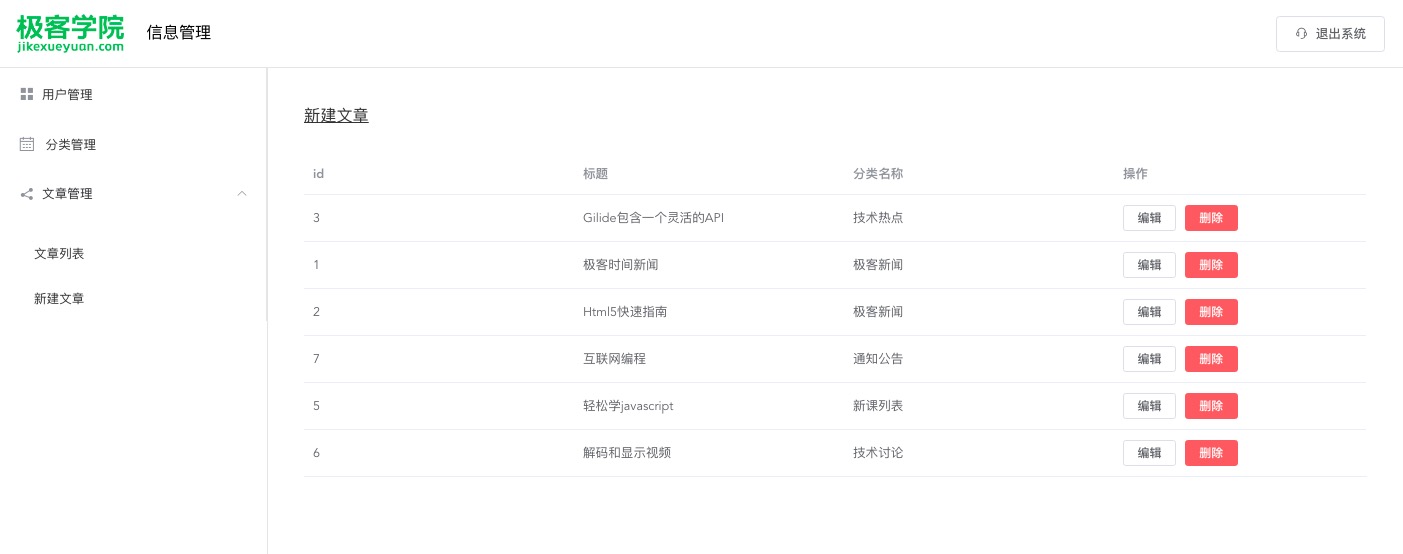 极客学院 信息管理 退出系统
jikexueyuan.com
用户管理
分类管理
文章管理
文章列表
新建文章
新建文章
id 标题 分类名称 操作
3 Gilide包含一个灵活的API 技术热点 编辑 删除
1 极客时间新闻 极客新闻 编辑 删除
2 Html5快速指南 极客新闻 编辑 删除
7 互联网编程 通知公告 编辑 删除
5 轻松学javascript 新课列表 编辑 删除
6 解码和显示视频 技术讨论 编辑 删除